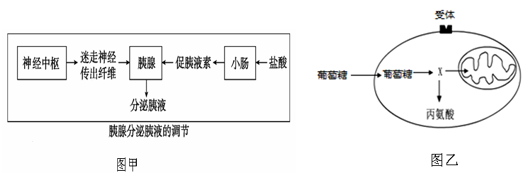 神经中枢
迷走神经
传出纤维
胰腺
促胰液素
小肠
盐酸
分泌胰液
胰腺分泌胰液的调节
图甲
受体
葡萄糖
葡萄糖
X
丙氨酸
图乙